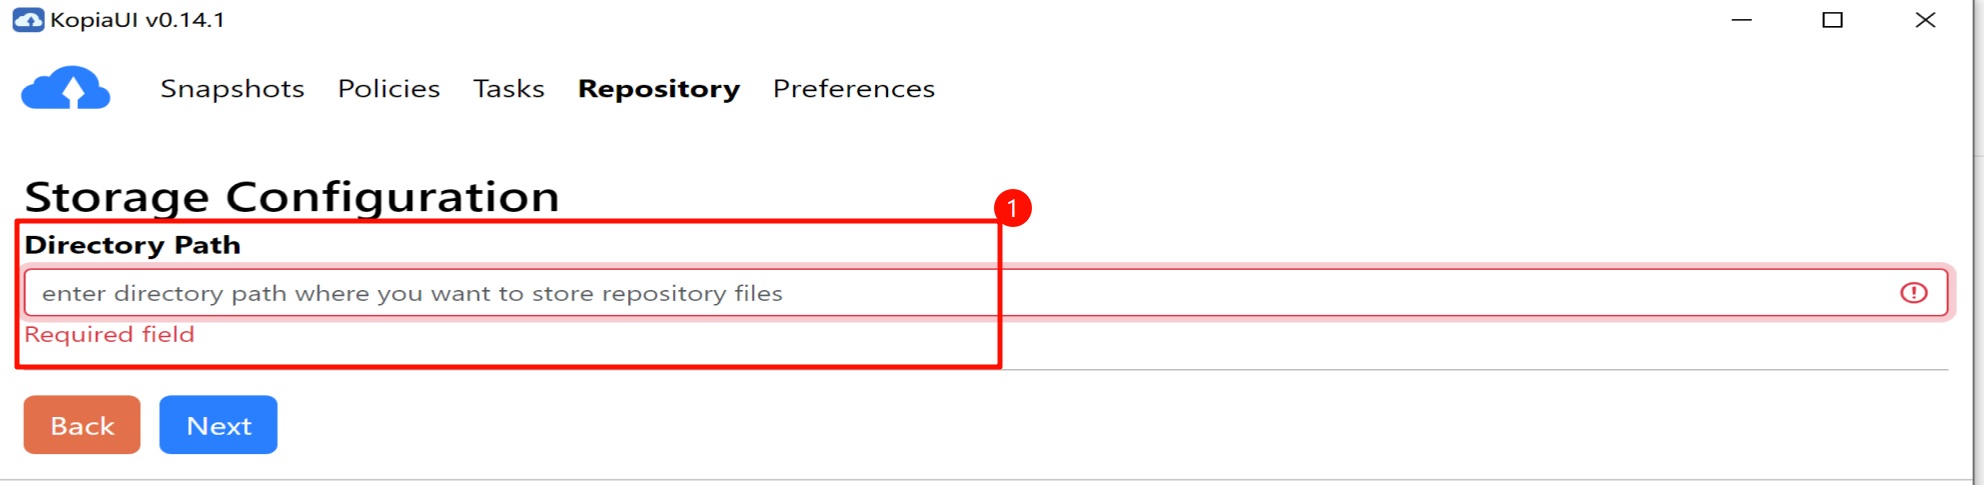 KopiaUI v0.14.1
Snapshots Policies Tasks Repository Preferences
Storage Configuration
1
Directory Path
enter directory path where you want to store repository files
Required field
Back Next